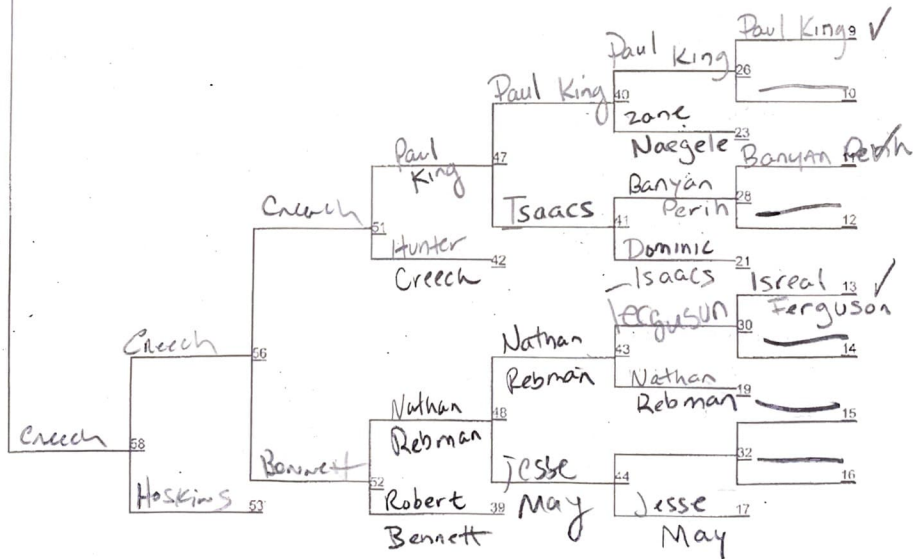 Paul King 9 ✓
Paul King
26
10
Paul King
40
Zane
Naegele
23
Paul
King
47
Banyan Perih
Banyan
Perih
28
12
Creech
51
Isaacs
41
Hunter
Creech
42
Dominic
Isaacs
21
Isreal
Ferguson
13 ✓
Fergusun
30
14
Creech
56
Nathan
Rebman
43
Nathan
Rebman
19
15
Nathan
Rebman
48
32
16
Creech
58
Bennett
52
Jesse
May
44
Hoskins
53
Robert
Bennett
39
Jesse
May
17